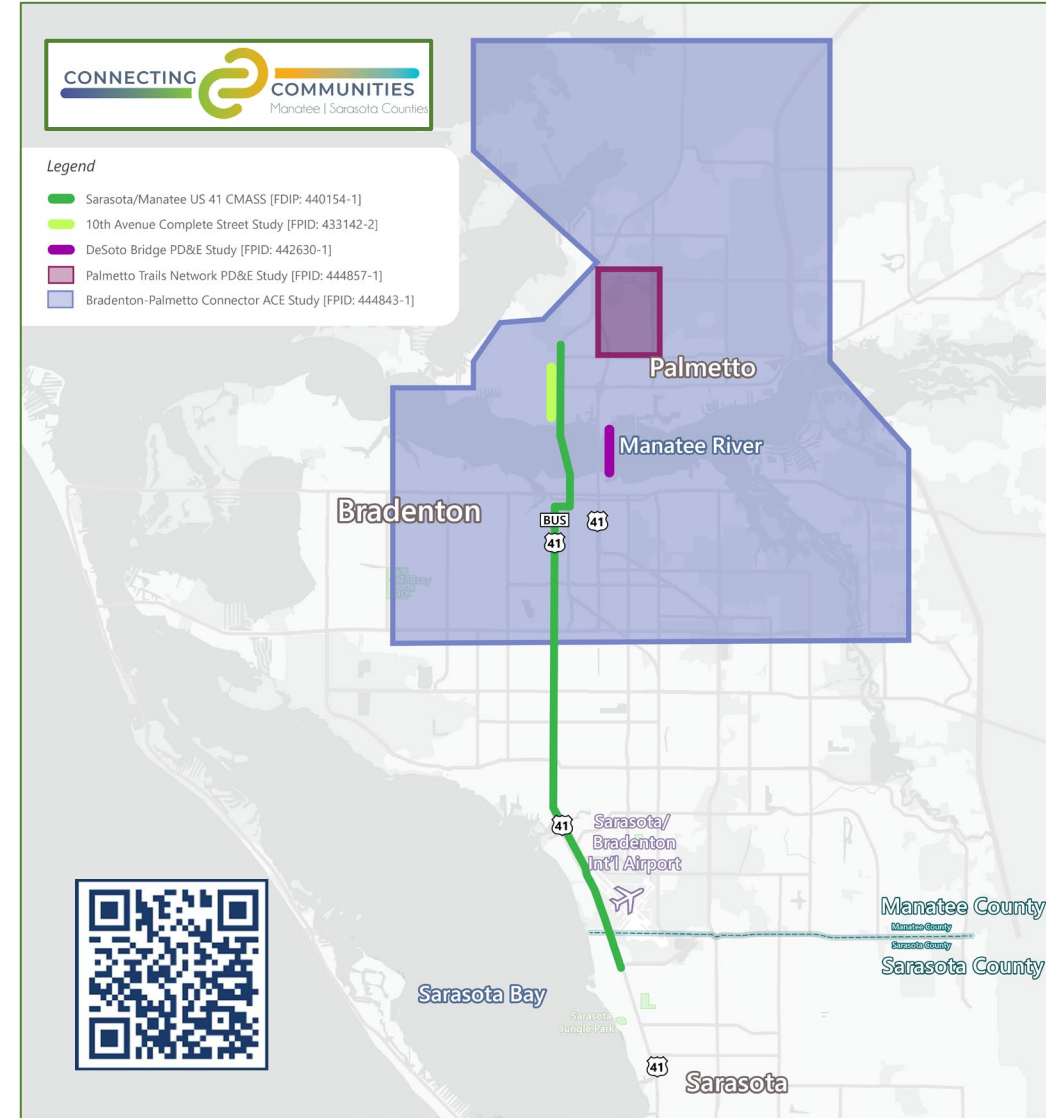 CONNECTING
COMMUNITIES
Manatee | Sarasota Counties
Legend
Sarasota/Manatee US 41 CMASS [FDIP: 440154-1]
10th Avenue Complete Street Study [FPID: 433142-2]
DeSoto Bridge PD&E Study [FPID: 442630-1]
Palmetto Trails Network PD&E Study [FPID: 444857-1]
Bradenton-Palmetto Connector ACE Study [FPID: 444843-1]
Palmetto
Manatee River
Bradenton
BUS
41
41
41
Sarasota/
Bradenton
Int'l Airport
Manatee County
Manatee County
Sarasota County
Sarasota County
Sarasota Bay
Sarasota
Jungle Park
41
Sarasota